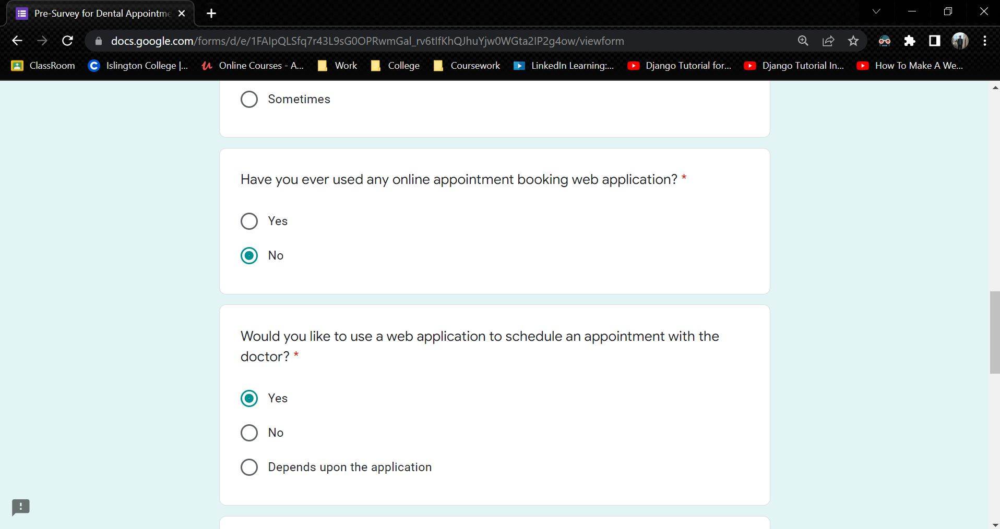 Pre-Survey for Dental Appointme
docs.google.com/forms/d/e/1FAIpQLSfq7r43L9sG0OPRwmGal_rv6tIfKhQJhuYjw0WGta2IP2g4ow/viewform
ClassRoom Islington College |... Online Courses - A... Work College Coursework LinkedIn Learning:... Django Tutorial for... Django Tutorial In... How To Make A We...
Sometimes
Have you ever used any online appointment booking web application? *
Yes
No
Would you like to use a web application to schedule an appointment with the
doctor? *
Yes
No
Depends upon the application